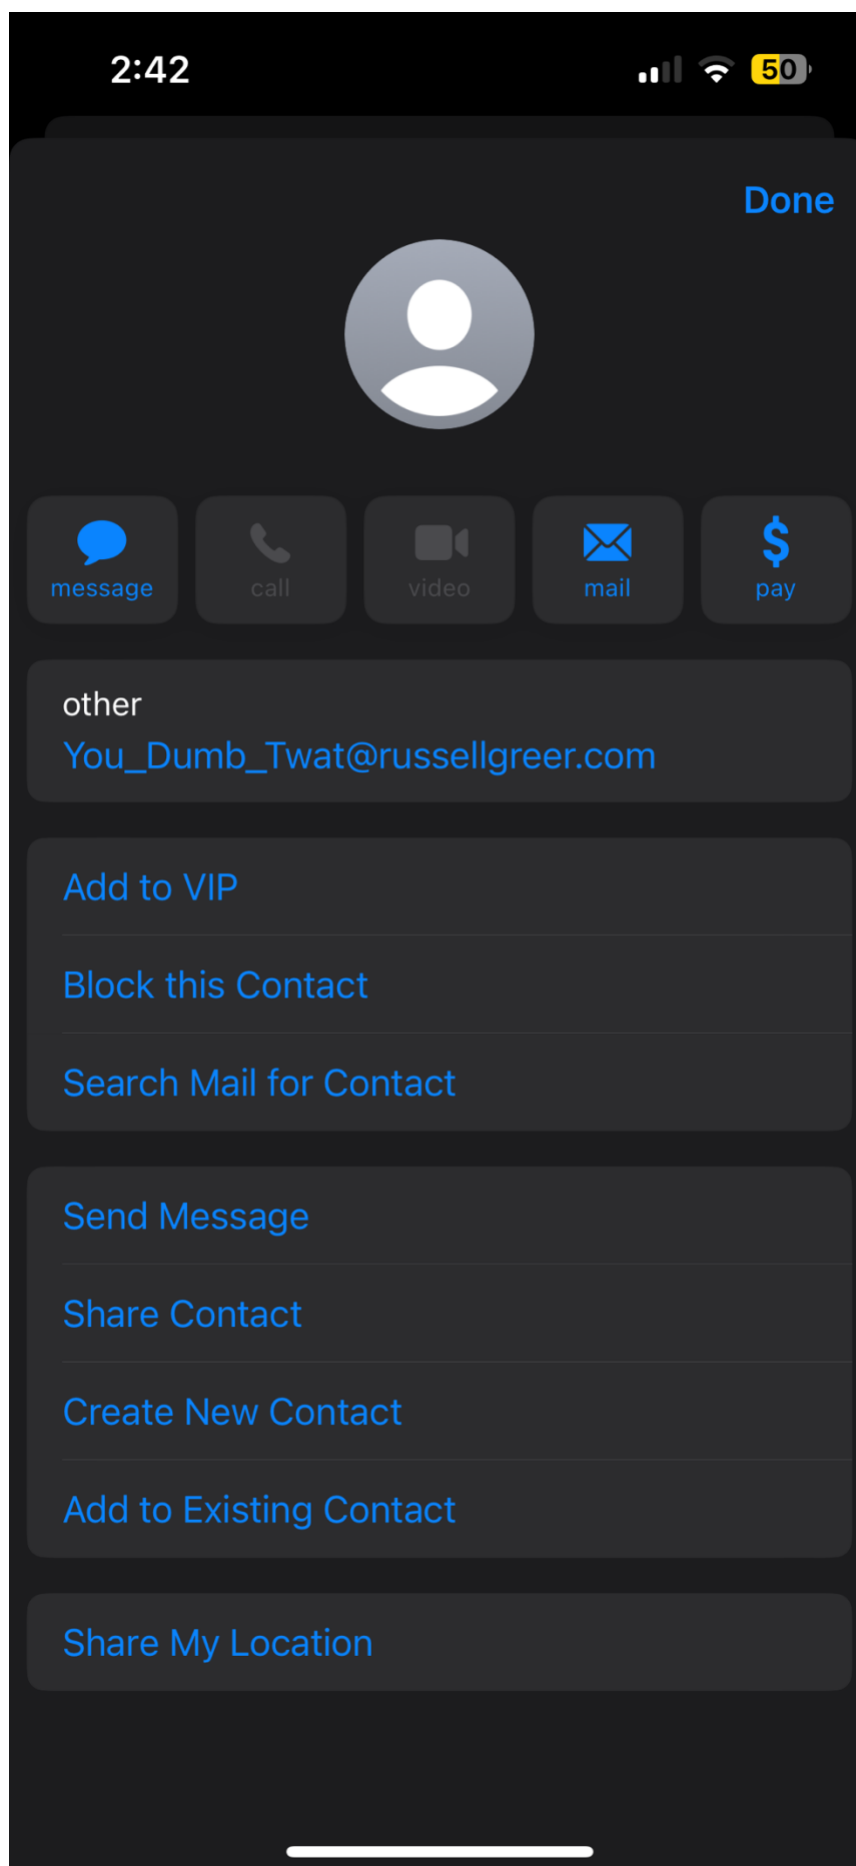 2:42
50
Done
message
call
video
mail
pay
other
You_Dumb_Twat@russellgreer.com
Add to VIP
Block this Contact
Search Mail for Contact
Send Message
Share Contact
Create New Contact
Add to Existing Contact
Share My Location